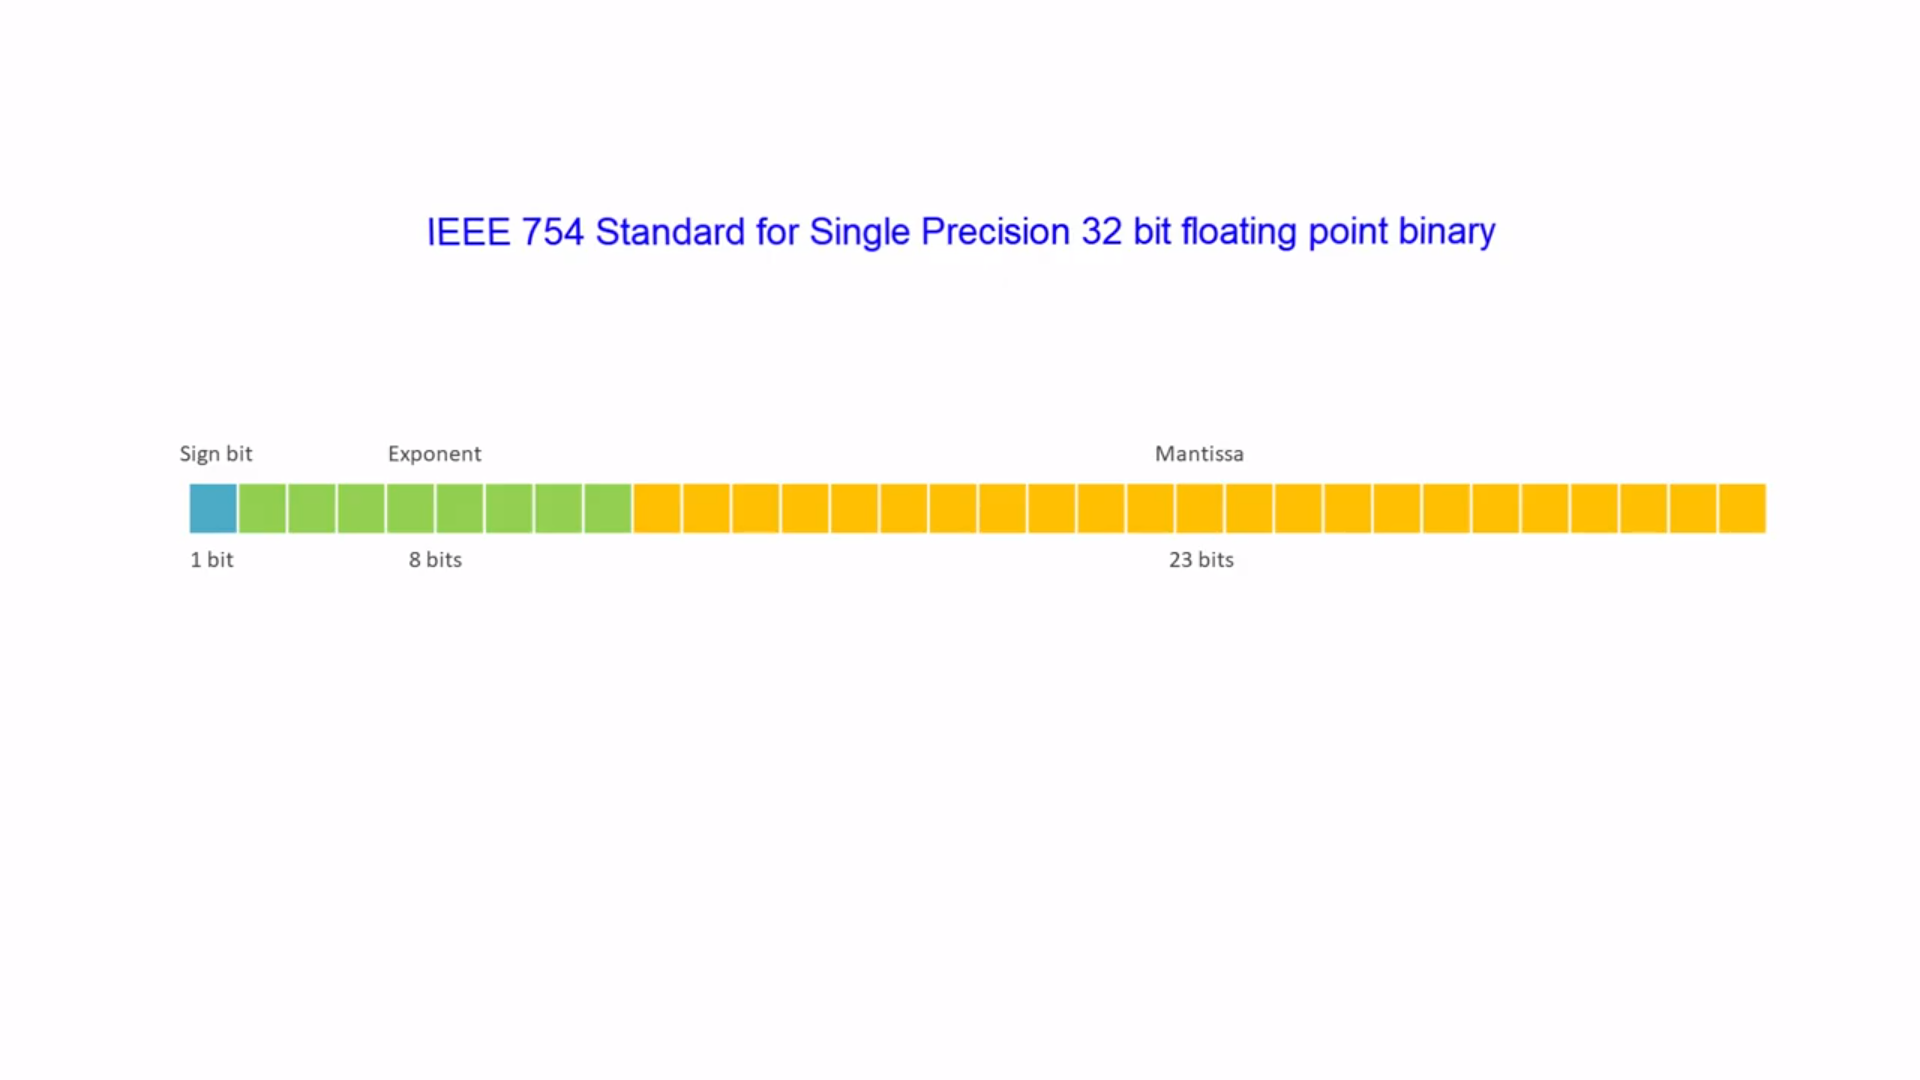 IEEE 754 Standard for Single Precision 32 bit floating point binary
Sign bit Exponent Mantissa
1 bit 8 bits 23 bits